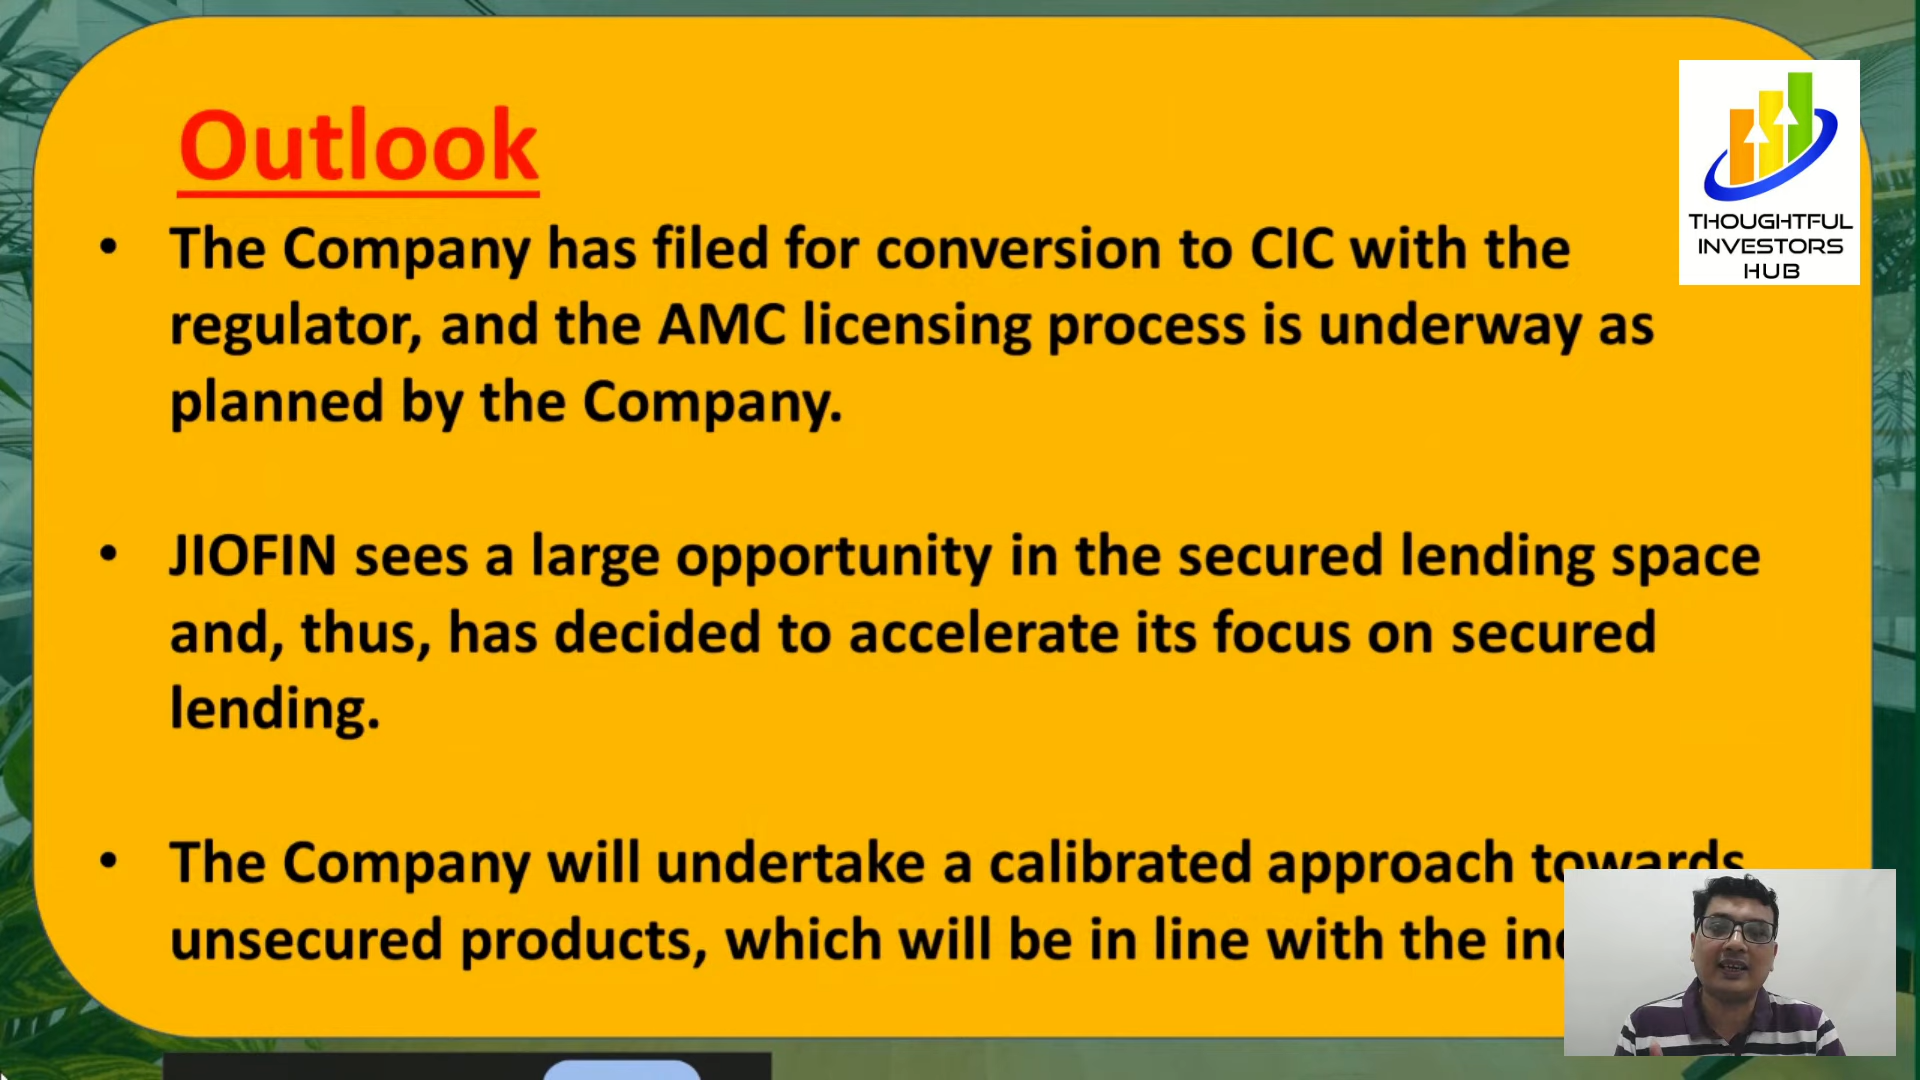 Outlook
THOUGHTFUL
INVESTORS
HUB
• The Company has filed for conversion to CIC with the
regulator, and the AMC licensing process is underway as
planned by the Company.
• JIOFIN sees a large opportunity in the secured lending space
and, thus, has decided to accelerate its focus on secured
lending.
• The Company will undertake a calibrated approach towards
unsecured products, which will be in line with the